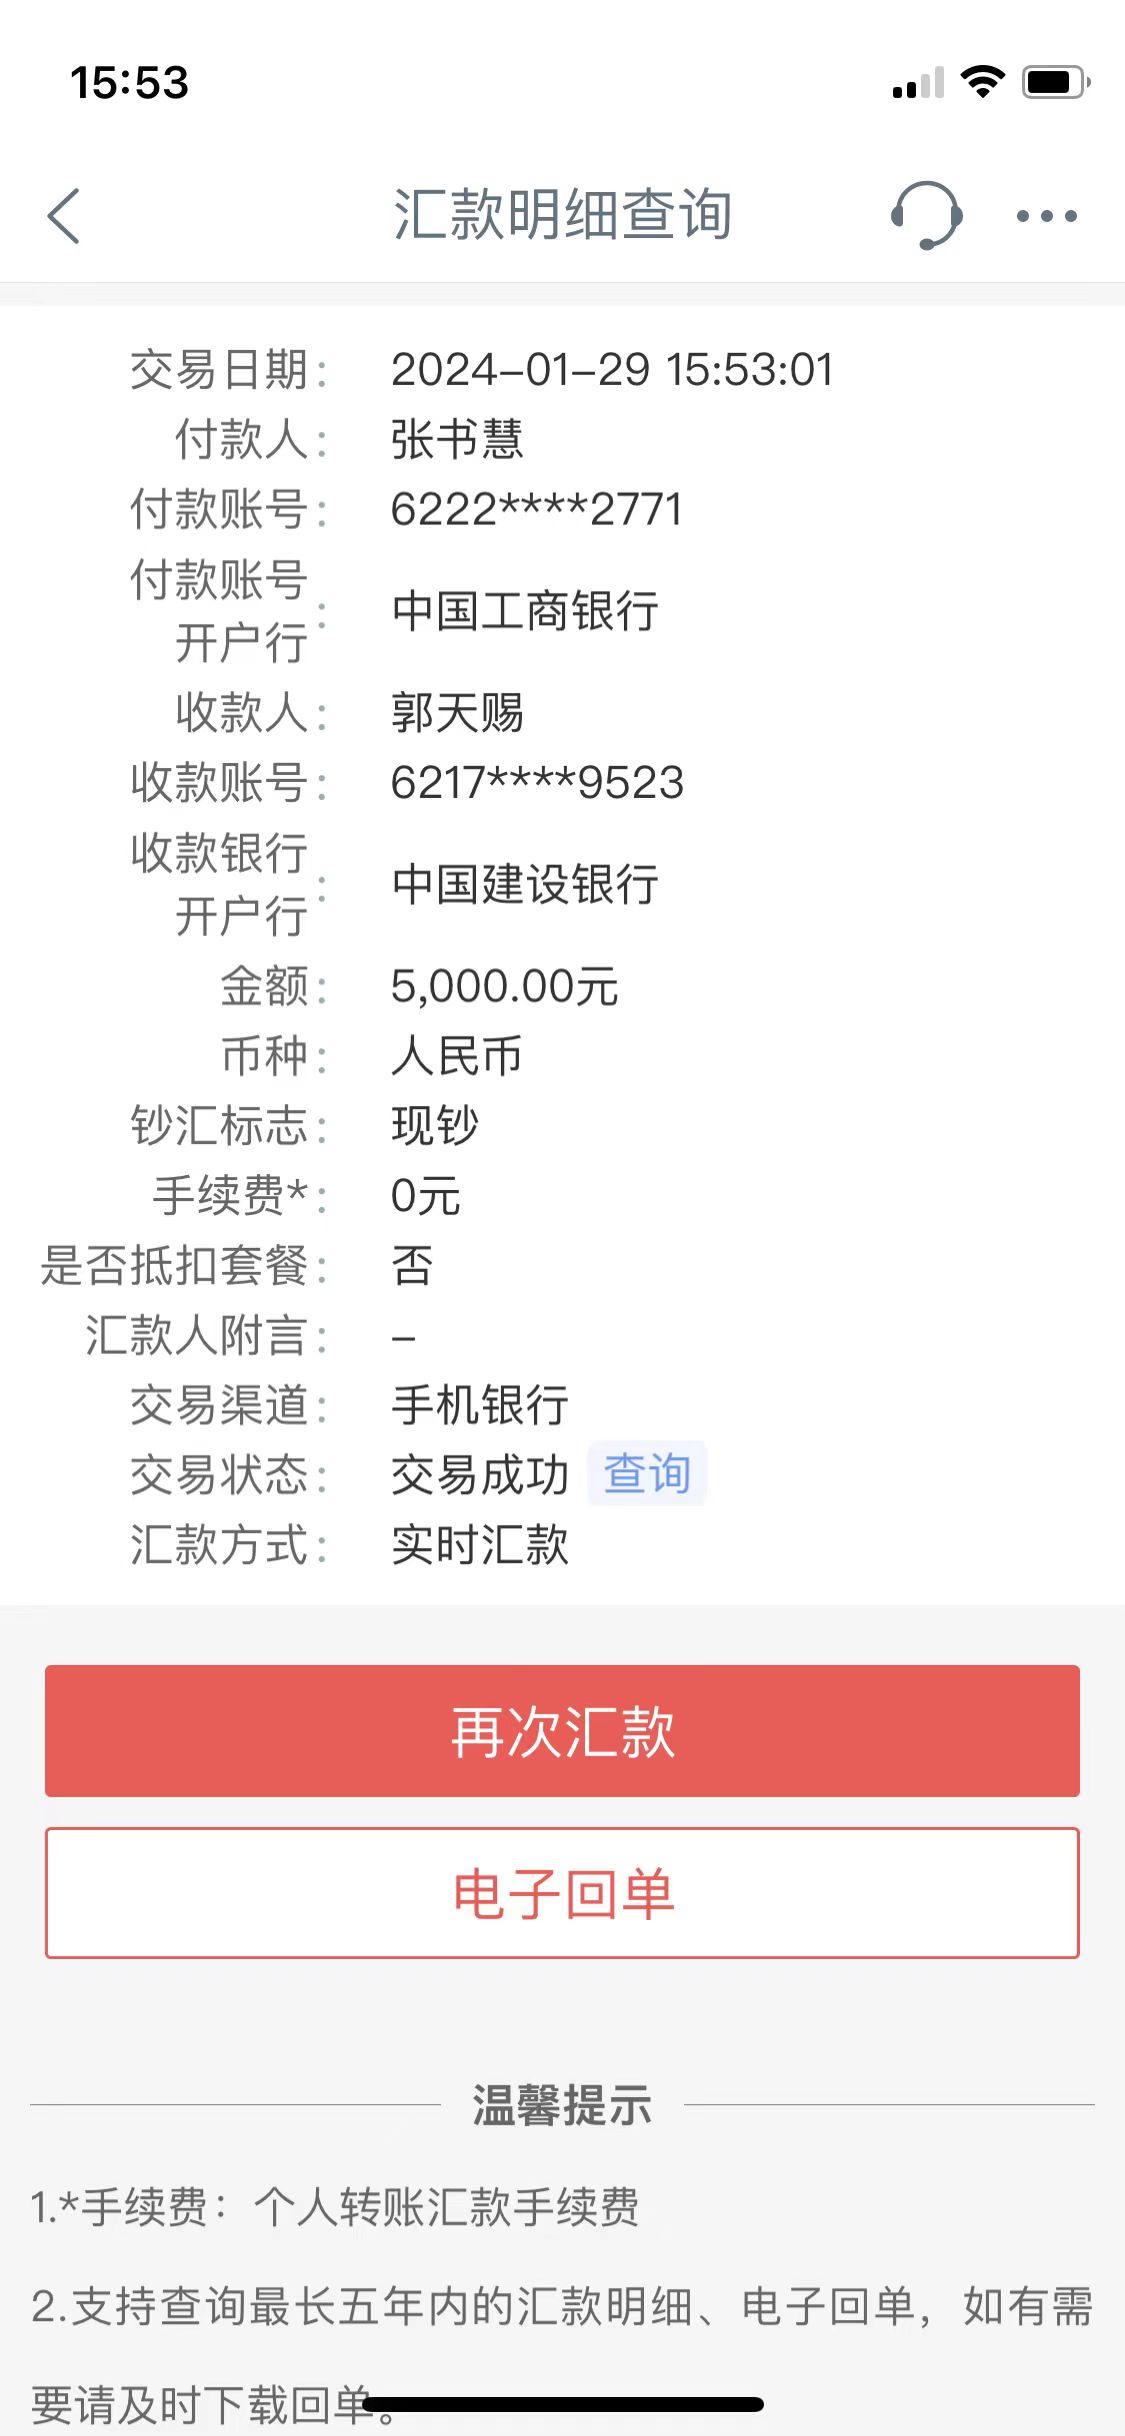 15:53
汇款明细查询
交易日期： 2024-01-29 15:53:01
付款人： 张书慧
付款账号： 6222****2771
付款账号
开户行： 中国工商银行
收款人： 郭天赐
收款账号： 6217****9523
收款银行
开户行： 中国建设银行
金额： 5,000.00元
币种： 人民币
钞汇标志： 现钞
手续费*： 0元
是否抵扣套餐： 否
汇款人附言： –
交易渠道： 手机银行
交易状态： 交易成功 查询
汇款方式： 实时汇款
再次汇款
电子回单
温馨提示
1.*手续费：个人转账汇款手续费
2.支持查询最长五年内的汇款明细、电子回单，如有需
要请及时下载回单。